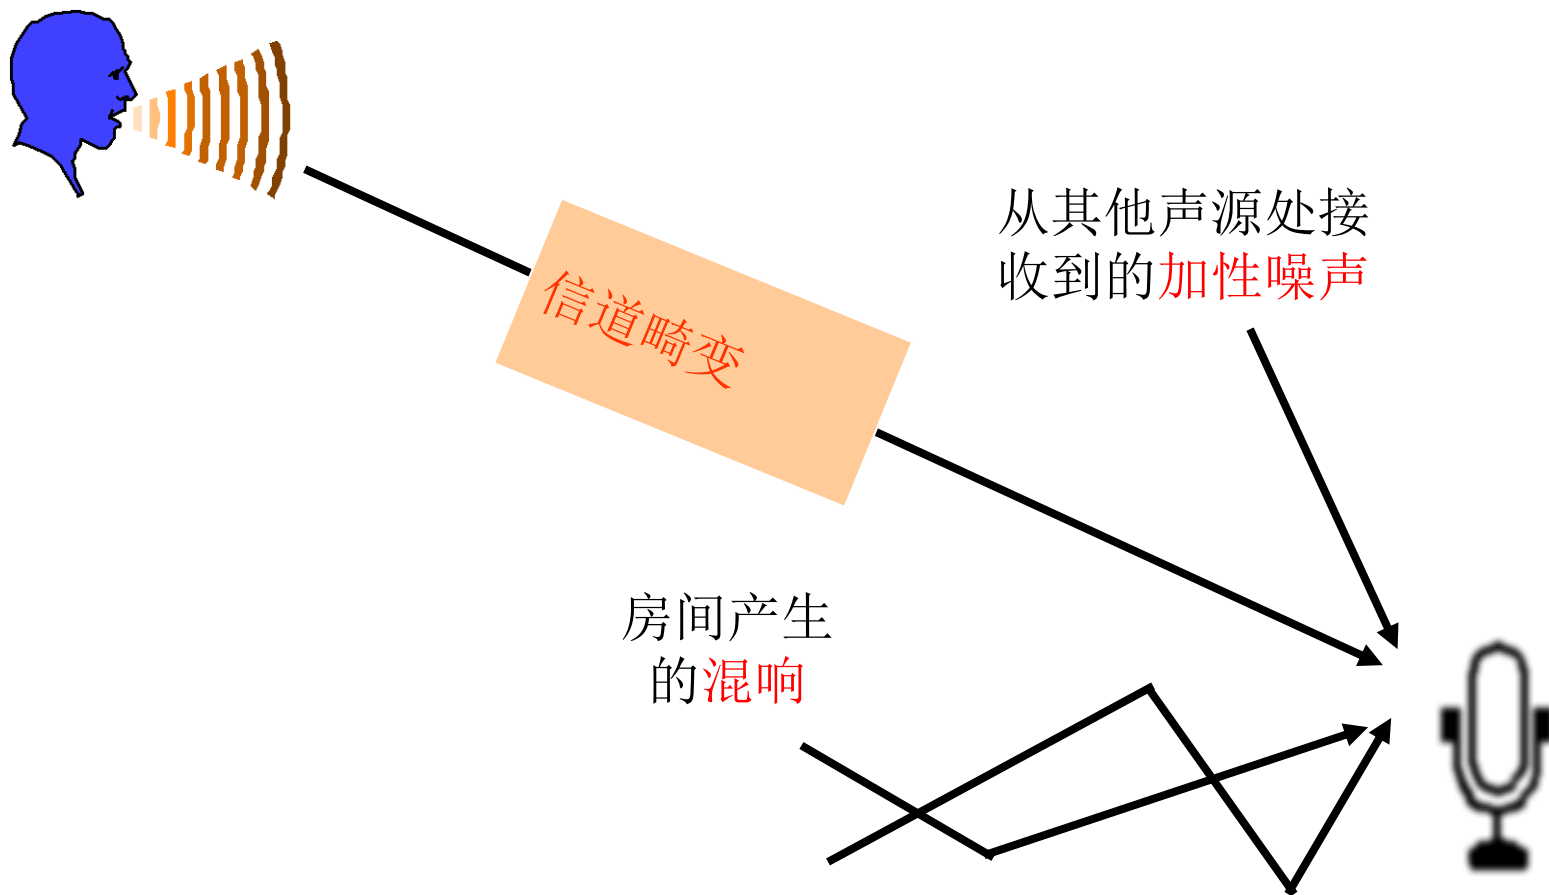 信道畸变
从其他声源处接
收到的加性噪声
房间产生
的混响